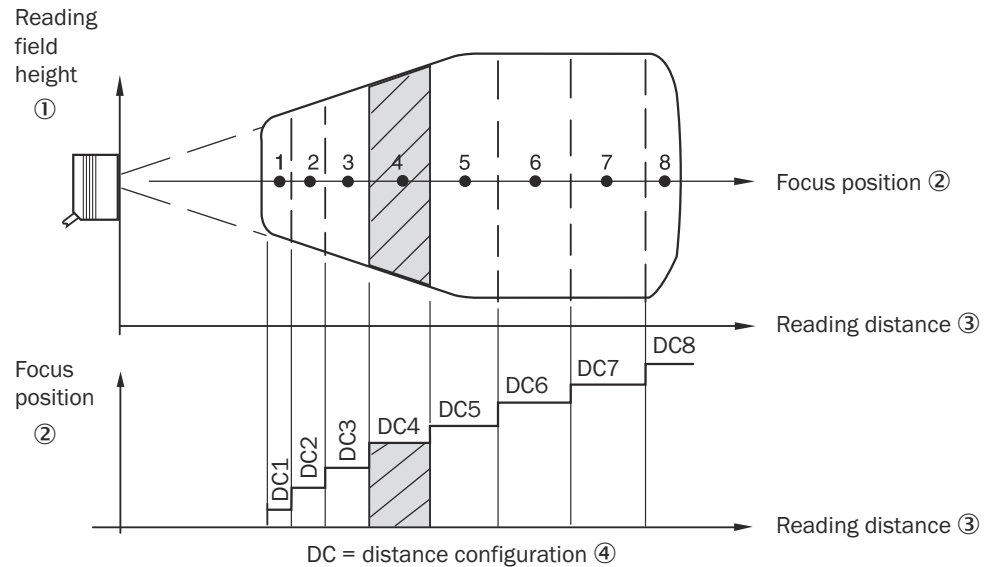 Reading
field
height
①
1 2 3 4 5 6 7 8
Focus position ②
Reading distance ③
Focus
position
②
DC1
DC2
DC3
DC4
DC5
DC6
DC7
DC8
Reading distance ③
DC = distance configuration ④